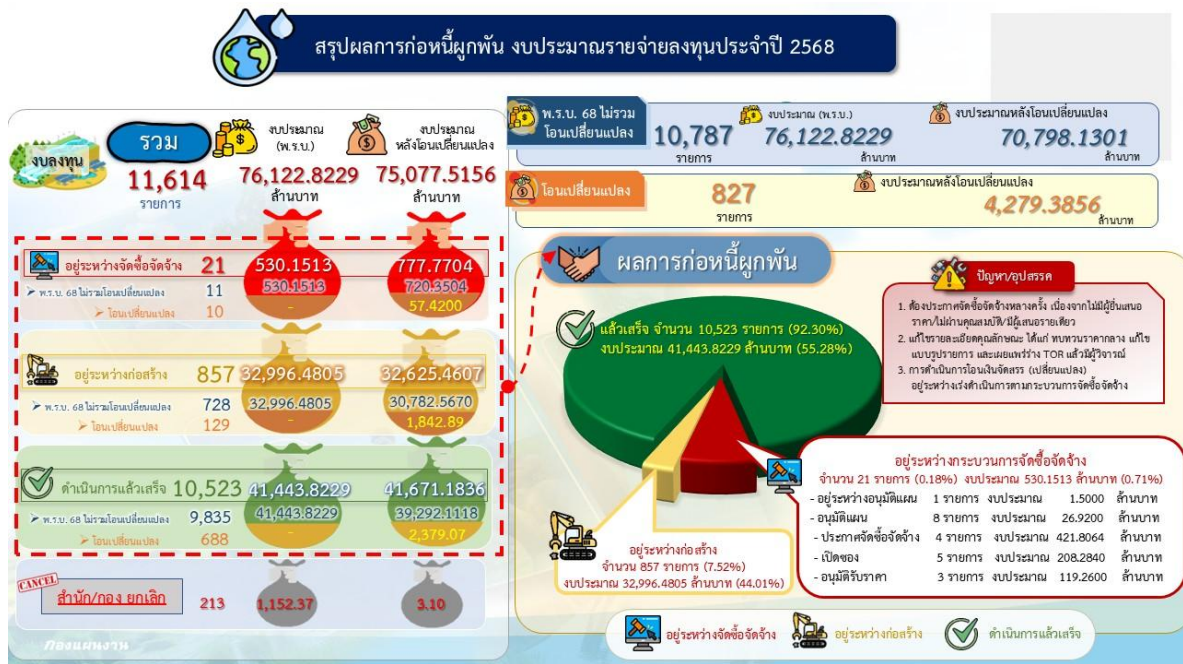 สรุปผลการก่อหนี้ผูกพัน งบประมาณรายจ่ายลงทุนประจำปี 2568
งบลงทุน
รวม
11,614
รายการ
งบประมาณ
(พ.ร.บ.)
76,122.8229
ล้านบาท
งบประมาณ
หลังโอนเปลี่ยนแปลง
75,077.5156
ล้านบาท
อยู่ระหว่างจัดซื้อจัดจ้าง 21 530.1513 777.7704
➢ พ.ร.บ. 68 ไม่รวมโอนเปลี่ยนแปลง 11 530.1513 720.3504
➢ โอนเปลี่ยนแปลง 10 - 57.4200
อยู่ระหว่างก่อสร้าง 857 32,996.4805 32,625.4607
➢ พ.ร.บ. 68 ไม่รวมโอนเปลี่ยนแปลง 728 32,996.4805 30,782.5670
➢ โอนเปลี่ยนแปลง 129 - 1,842.89
ดำเนินการแล้วเสร็จ 10,523 41,443.8229 41,671.1836
➢ พ.ร.บ. 68 ไม่รวมโอนเปลี่ยนแปลง 9,835 41,443.8229 39,292.1118
➢ โอนเปลี่ยนแปลง 688 - 2,379.07
CANCEL
สำนัก/กอง ยกเลิก 213 1,152.37 3.10
กองแผนงาน
พ.ร.บ. 68 ไม่รวม
โอนเปลี่ยนแปลง
10,787
รายการ
งบประมาณ (พ.ร.บ.)
76,122.8229
ล้านบาท
งบประมาณหลังโอนเปลี่ยนแปลง
70,798.1301
ล้านบาท
โอนเปลี่ยนแปลง
827
รายการ
งบประมาณหลังโอนเปลี่ยนแปลง
4,279.3856
ล้านบาท
ผลการก่อหนี้ผูกพัน
แล้วเสร็จ จำนวน 10,523 รายการ (92.30%)
งบประมาณ 41,443.8229 ล้านบาท (55.28%)
ปัญหา/อุปสรรค
1. ต้องประกาศจัดซื้อจัดจ้างหลายครั้ง เนื่องจากไม่มีผู้ยื่นเสนอ
ราคา/ไม่ผ่านคุณสมบัติ/มีผู้เสนอรายเดียว
2. แก้ไขรายละเอียดคุณลักษณะ ได้แก่ ทบทวนราคากลาง แก้ไข
แบบรูปรายการ และเผยแพร่ร่าง TOR แล้วมีผู้วิจารณ์
3. การดำเนินการโอนเงินจัดสรร (เปลี่ยนแปลง)
อยู่ระหว่างเร่งดำเนินการตามกระบวนการจัดซื้อจัดจ้าง
อยู่ระหว่างกระบวนการจัดซื้อจัดจ้าง
จำนวน 21 รายการ (0.18%) งบประมาณ 530.1513 ล้านบาท (0.71%)
- อยู่ระหว่างอนุมัติแผน 1 รายการ งบประมาณ 1.5000 ล้านบาท
- อนุมัติแผน 8 รายการ งบประมาณ 26.9200 ล้านบาท
- ประกาศจัดซื้อจัดจ้าง 4 รายการ งบประมาณ 421.8064 ล้านบาท
- เปิดซอง 5 รายการ งบประมาณ 208.2840 ล้านบาท
- อนุมัติรับราคา 3 รายการ งบประมาณ 119.2600 ล้านบาท
อยู่ระหว่างก่อสร้าง
จำนวน 857 รายการ (7.52%)
งบประมาณ 32,996.4805 ล้านบาท (44.01%)
อยู่ระหว่างจัดซื้อจัดจ้าง อยู่ระหว่างก่อสร้าง ดำเนินการแล้วเสร็จ